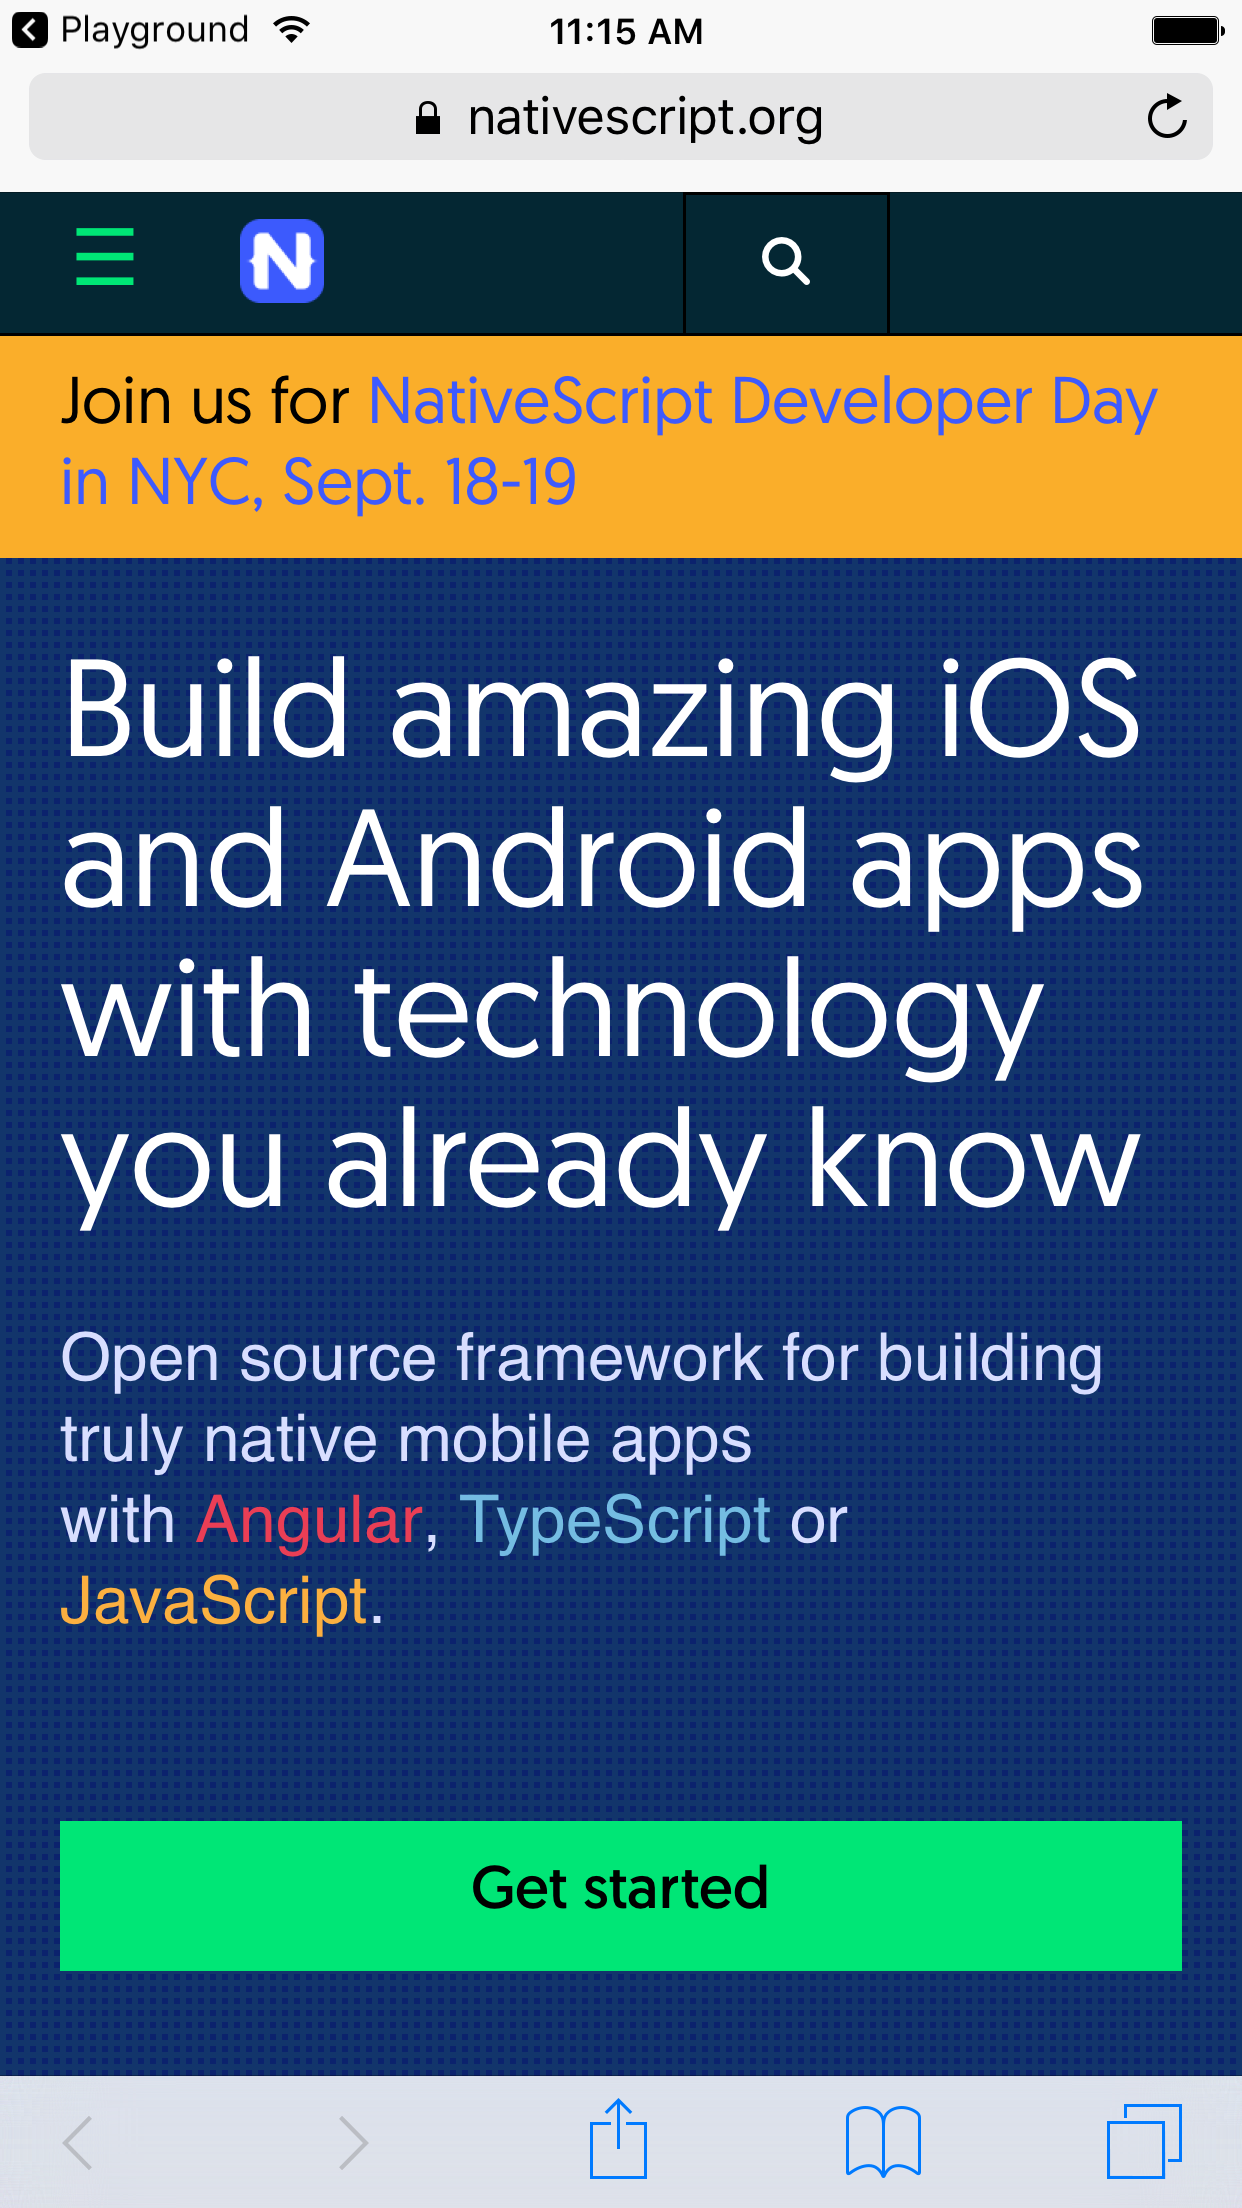 Playground
11:15 AM
nativescript.org
N
Join us for NativeScript Developer Day
in NYC, Sept. 18-19
Build amazing iOS
and Android apps
with technology
you already know
Open source framework for building
truly native mobile apps
with Angular, TypeScript or
JavaScript.
Get started